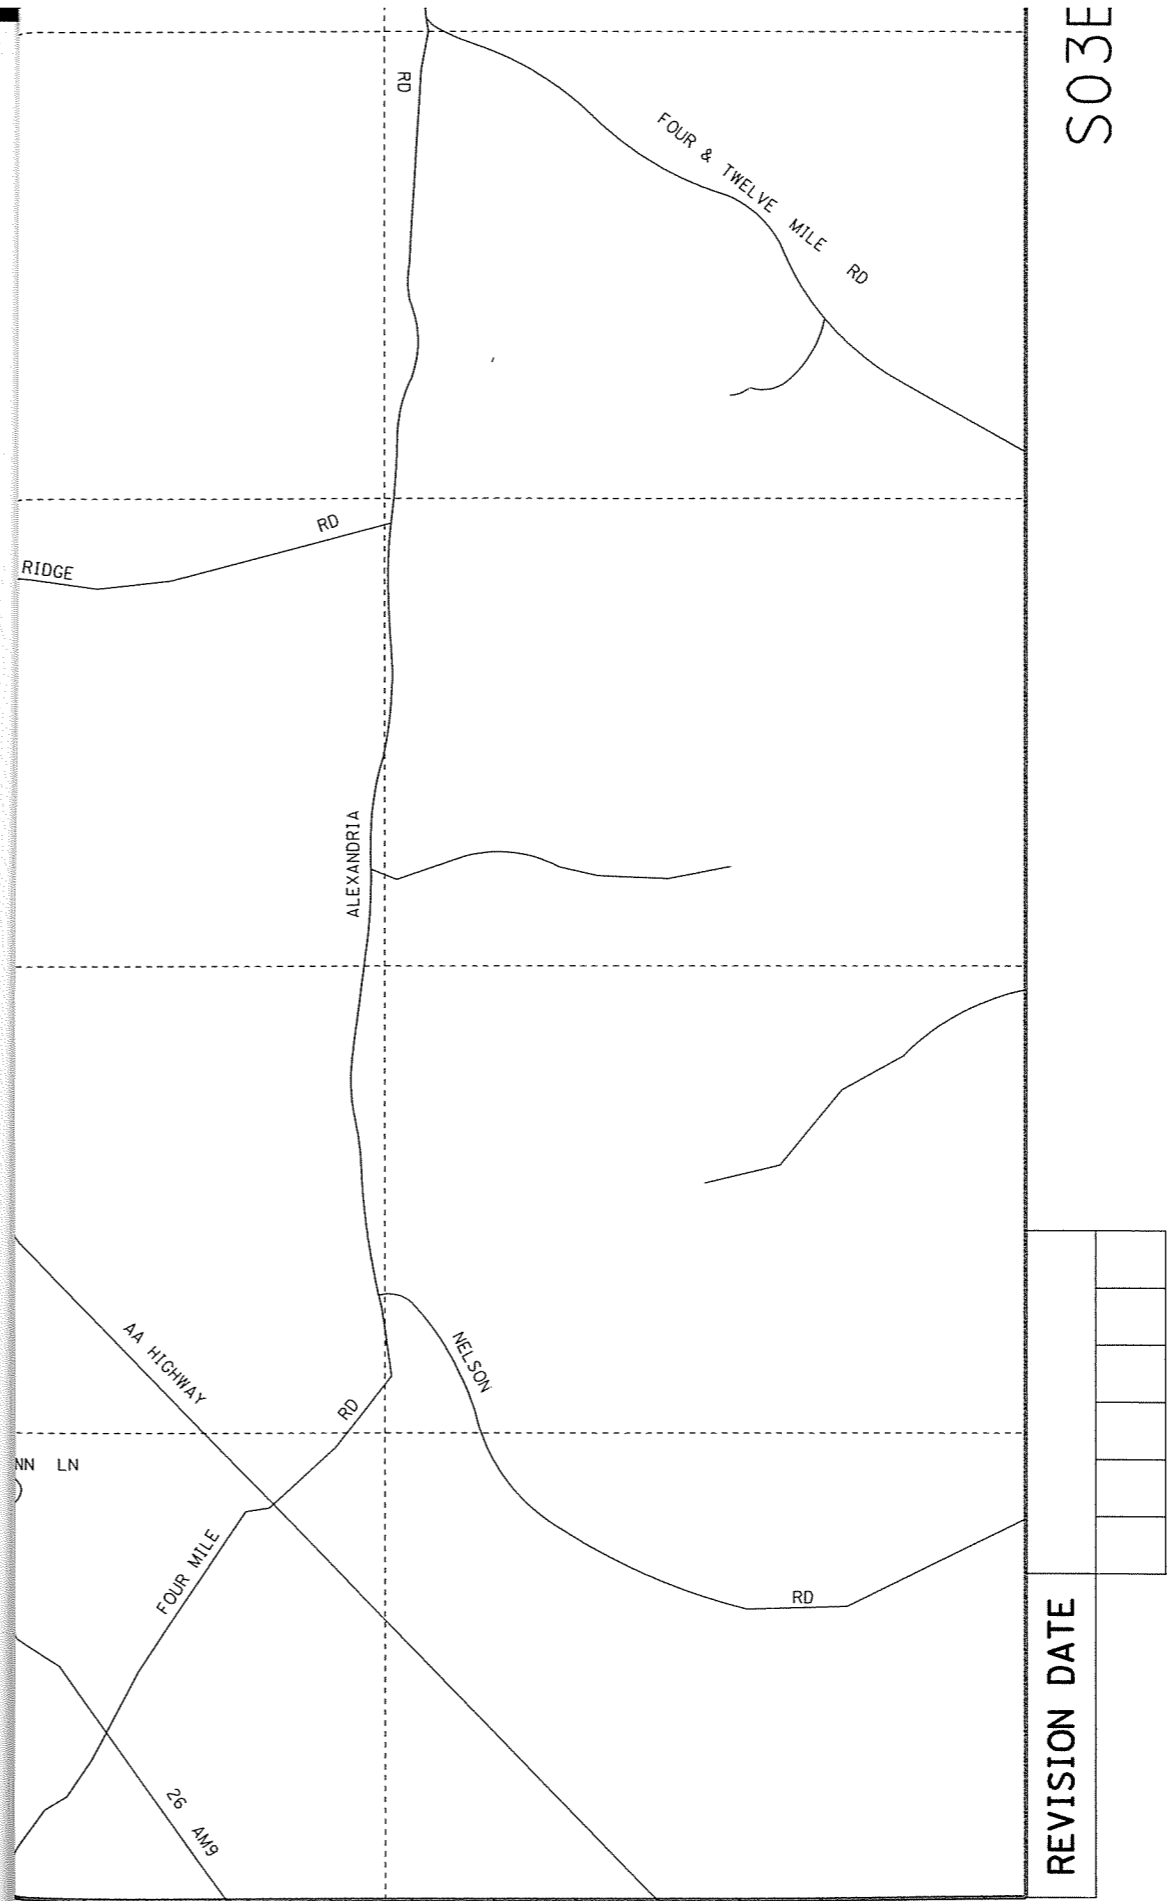 S03E
RD
FOUR & TWELVE MILE RD
RD
RIDGE
ALEXANDRIA
AA HIGHWAY
NELSON
RD
NN LN
FOUR MILE
RD
26 AM9
REVISION DATE